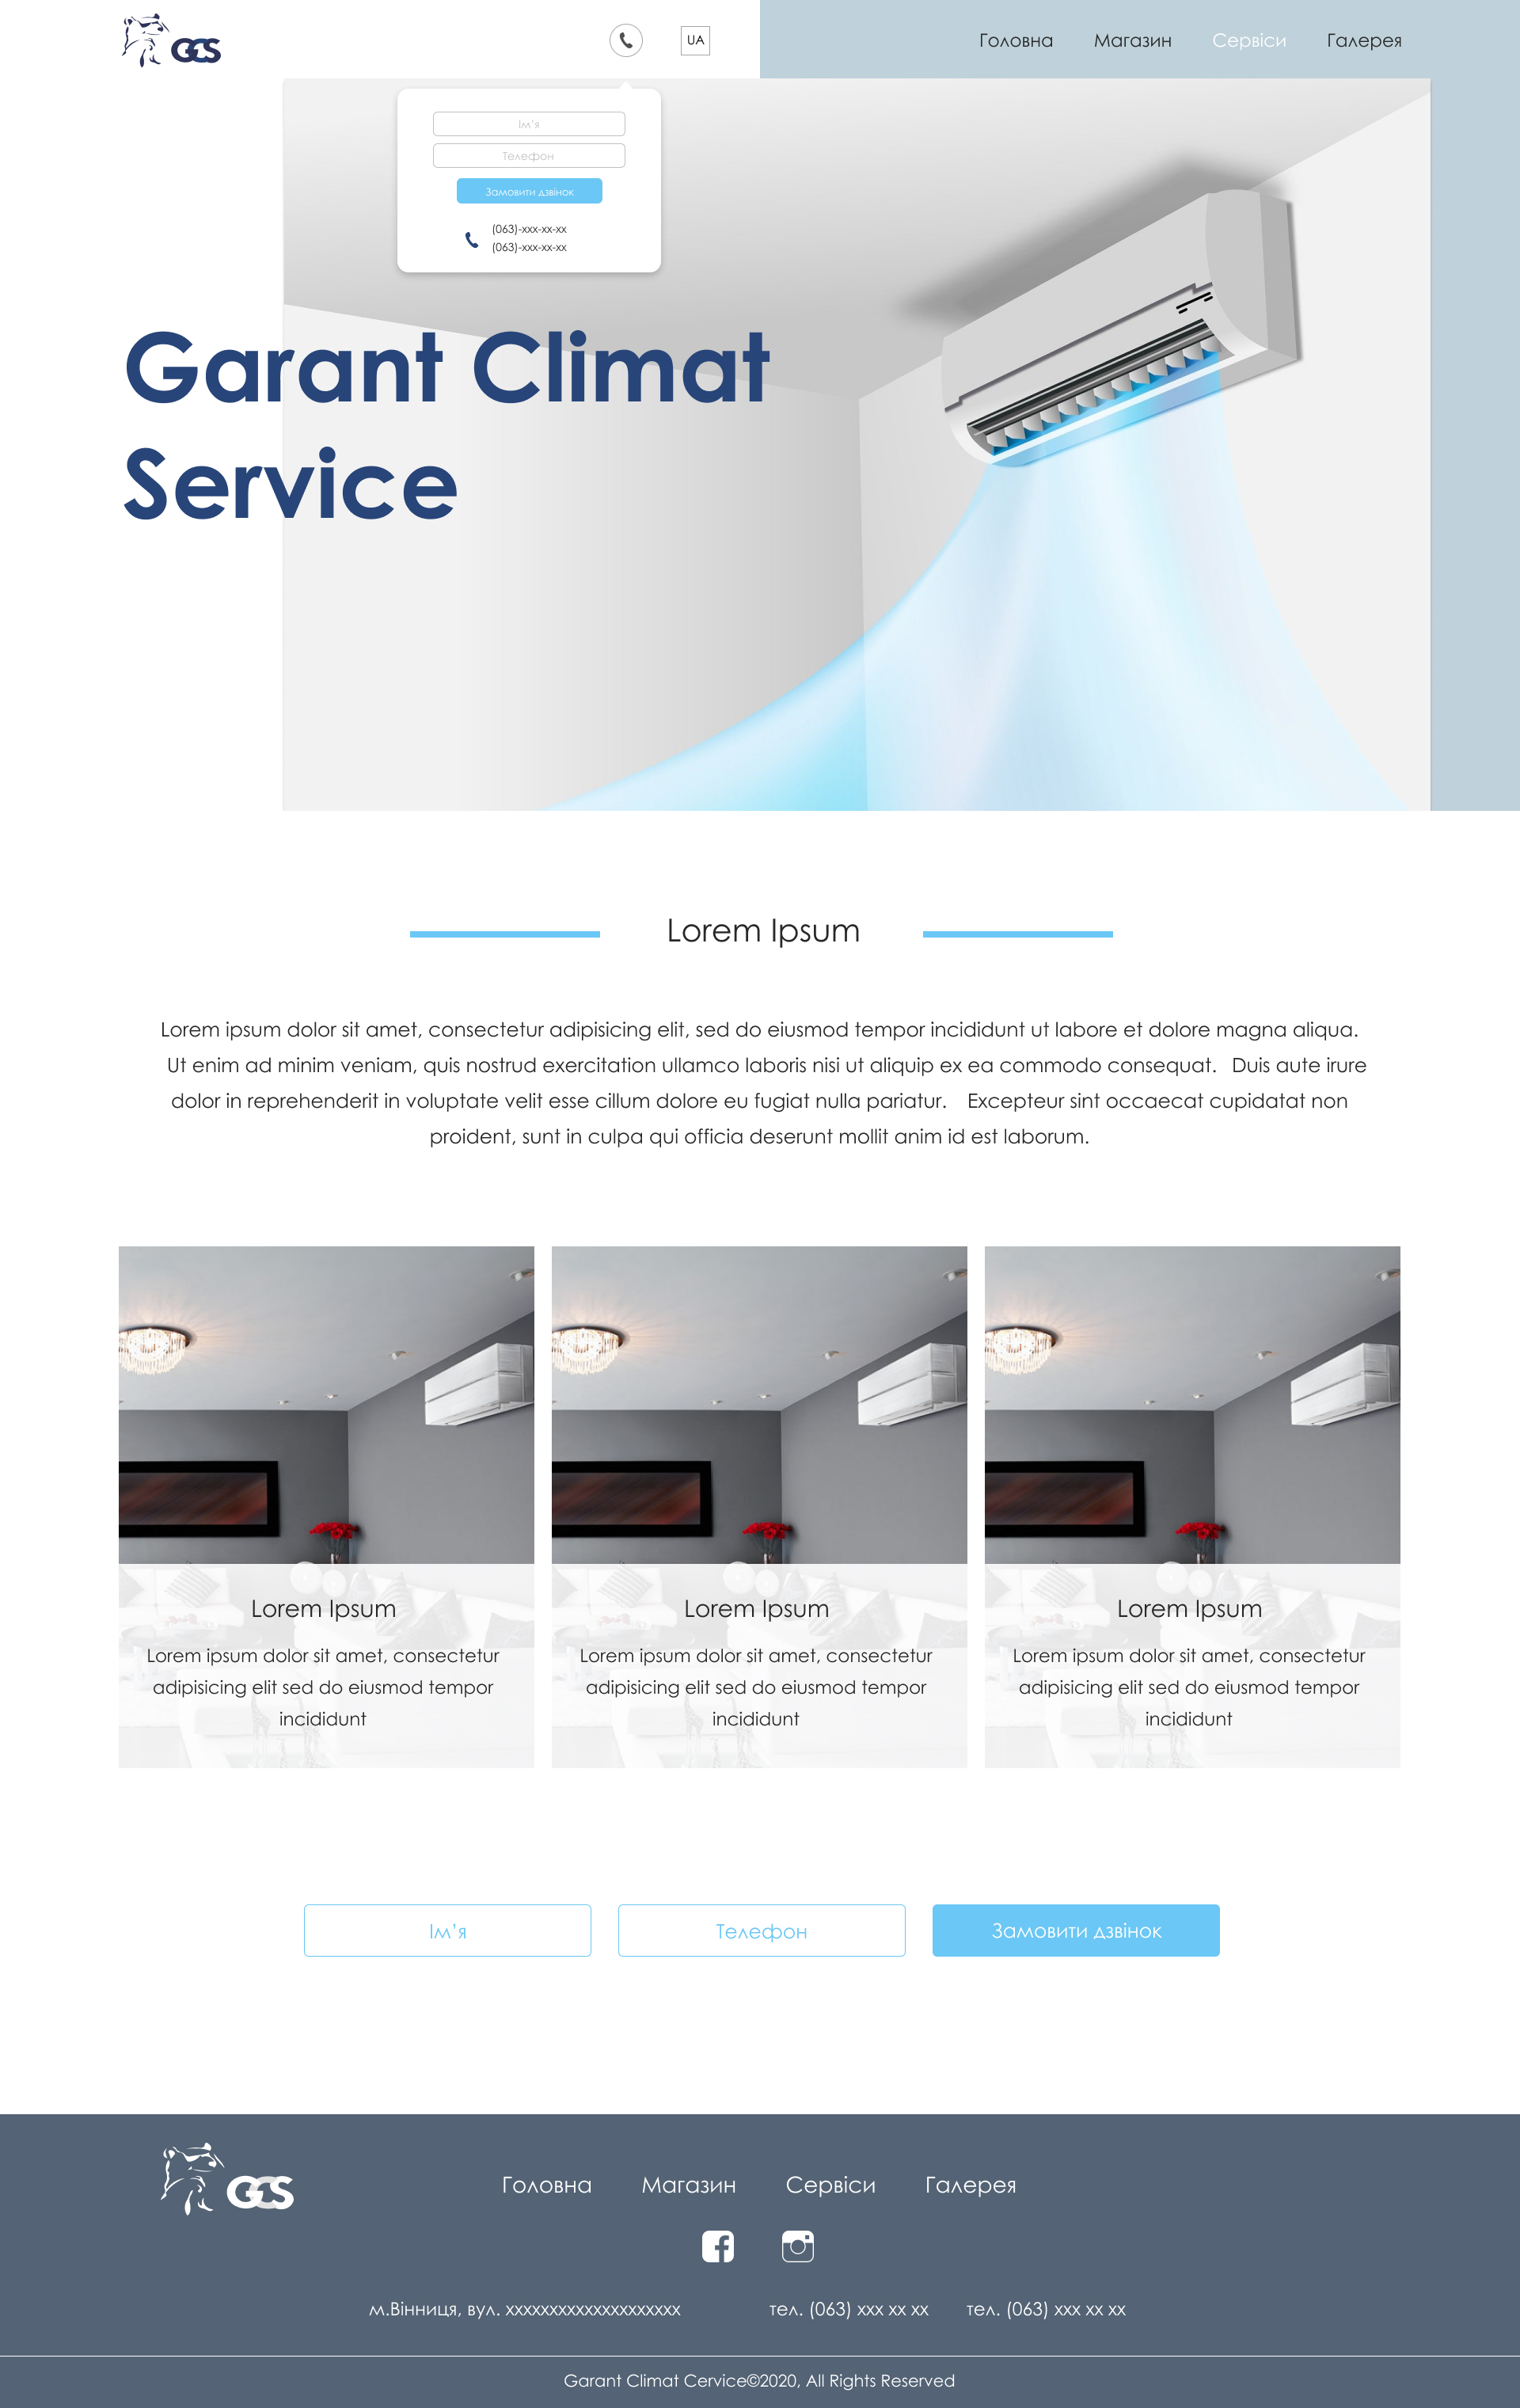 GCS
UA
Головна Магазин Сервіси Галерея
Ім’я
Телефон
Замовити дзвінок
(063)-xxx-xx-xx
(063)-xxx-xx-xx
Garant Climat
Service
Lorem Ipsum
Lorem ipsum dolor sit amet, consectetur adipisicing elit, sed do eiusmod tempor incididunt ut labore et dolore magna aliqua.
Ut enim ad minim veniam, quis nostrud exercitation ullamco laboris nisi ut aliquip ex ea commodo consequat. Duis aute irure
dolor in reprehenderit in voluptate velit esse cillum dolore eu fugiat nulla pariatur. Excepteur sint occaecat cupidatat non
proident, sunt in culpa qui officia deserunt mollit anim id est laborum.
Lorem Ipsum
Lorem ipsum dolor sit amet, consectetur
adipisicing elit sed do eiusmod tempor
incididunt
Lorem Ipsum
Lorem ipsum dolor sit amet, consectetur
adipisicing elit sed do eiusmod tempor
incididunt
Lorem Ipsum
Lorem ipsum dolor sit amet, consectetur
adipisicing elit sed do eiusmod tempor
incididunt
Ім’я
Телефон
Замовити дзвінок
GCS
Головна Магазин Сервіси Галерея
м.Вінниця, вул. xxxxxxxxxxxxxxxxxxxx тел. (063) xxx xx xx тел. (063) xxx xx xx
Garant Climat Cervice©2020, All Rights Reserved